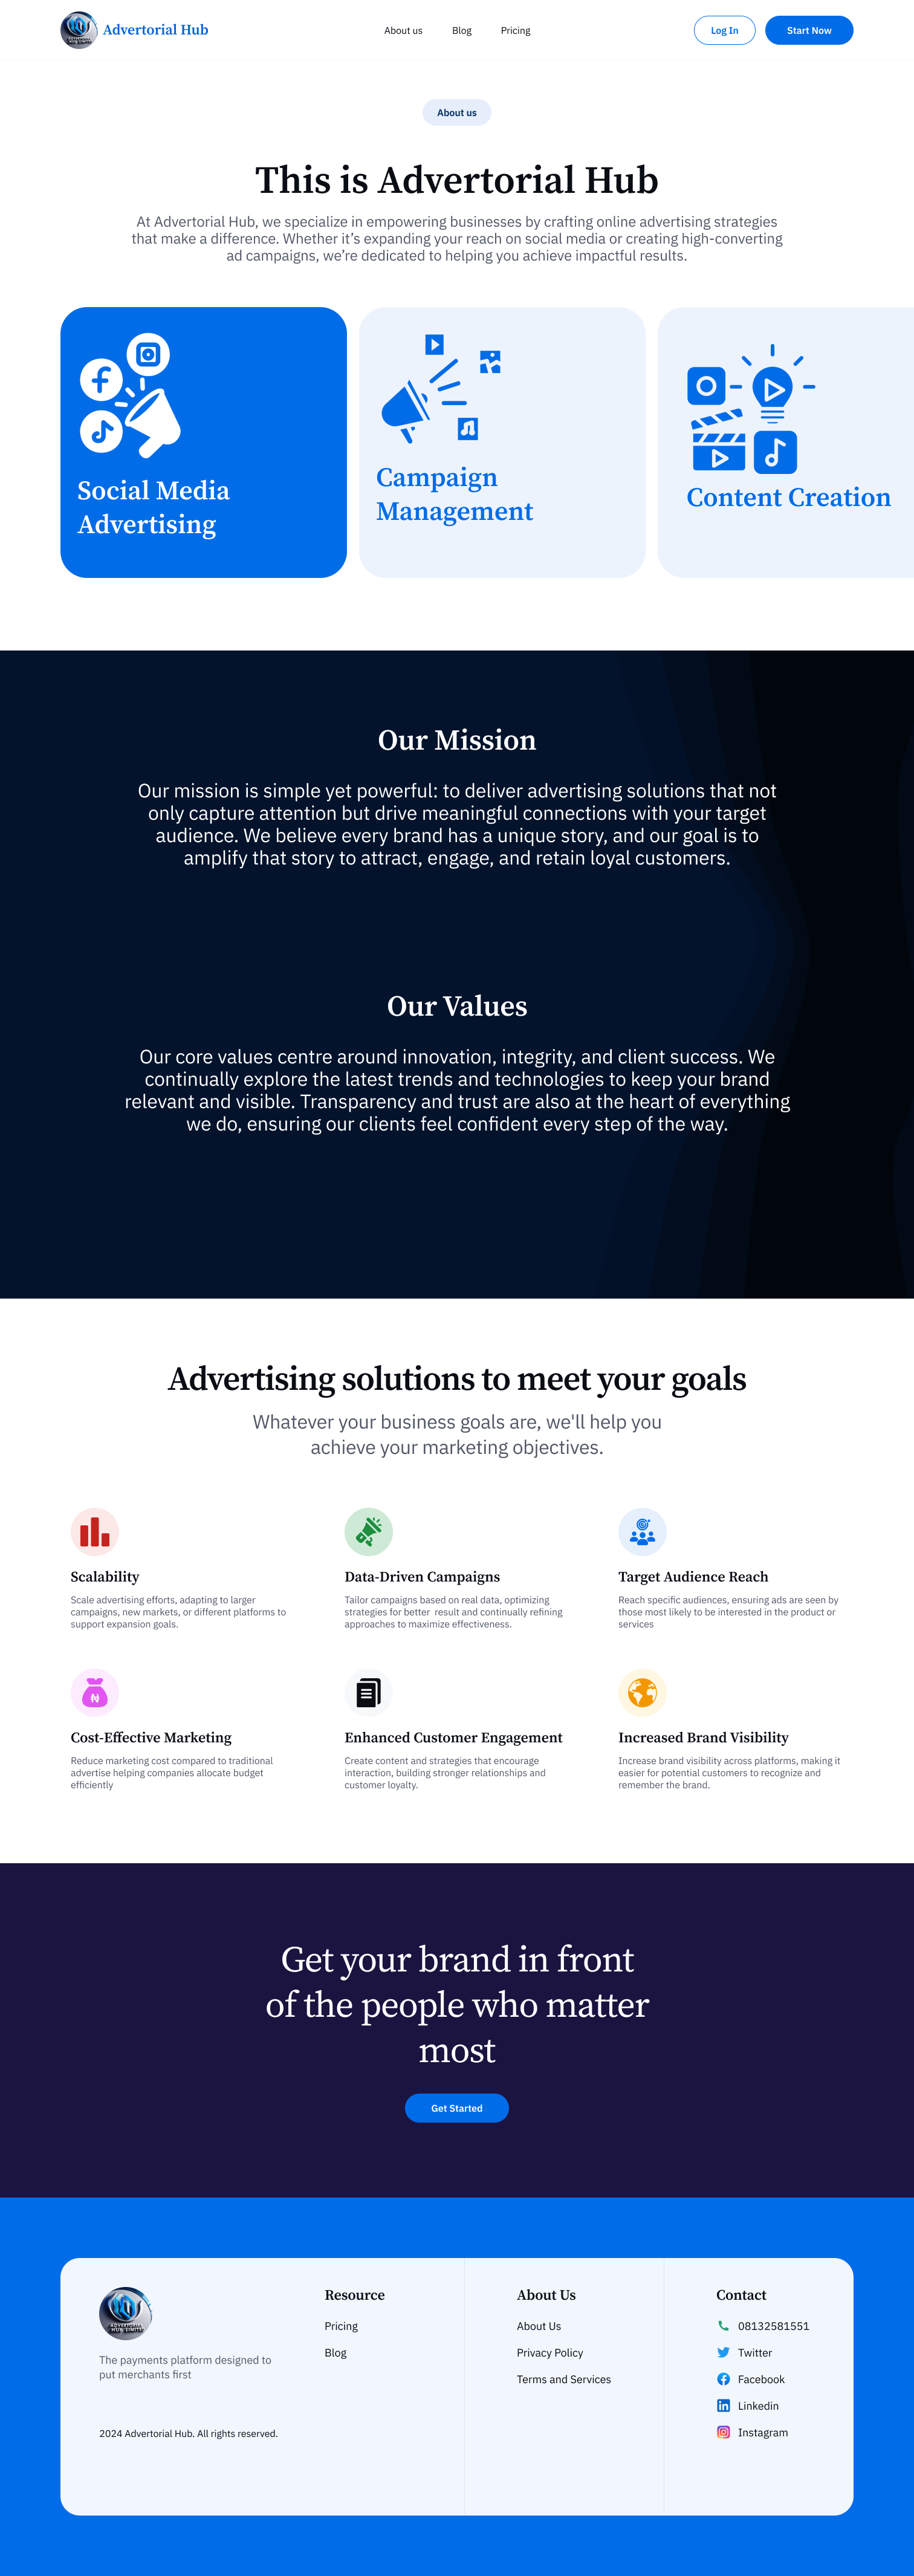 Advertorial Hub
About us
Blog
Pricing
Log In
Start Now
About us
This is Advertorial Hub
At Advertorial Hub, we specialize in empowering businesses by crafting online advertising strategies
that make a difference. Whether it’s expanding your reach on social media or creating high-converting
ad campaigns, we’re dedicated to helping you achieve impactful results.
Social Media
Advertising
Campaign
Management
Content Creation
Our Mission
Our mission is simple yet powerful: to deliver advertising solutions that not
only capture attention but drive meaningful connections with your target
audience. We believe every brand has a unique story, and our goal is to
amplify that story to attract, engage, and retain loyal customers.
Our Values
Our core values centre around innovation, integrity, and client success. We
continually explore the latest trends and technologies to keep your brand
relevant and visible. Transparency and trust are also at the heart of everything
we do, ensuring our clients feel confident every step of the way.
Advertising solutions to meet your goals
Whatever your business goals are, we'll help you
achieve your marketing objectives.
Scalability
Scale advertising efforts, adapting to larger
campaigns, new markets, or different platforms to
support expansion goals.
Data-Driven Campaigns
Tailor campaigns based on real data, optimizing
strategies for better result and continually refining
approaches to maximize effectiveness.
Target Audience Reach
Reach specific audiences, ensuring ads are seen by
those most likely to be interested in the product or
services
₦
Cost-Effective Marketing
Reduce marketing cost compared to traditional
advertise helping companies allocate budget
efficiently
Enhanced Customer Engagement
Create content and strategies that encourage
interaction, building stronger relationships and
customer loyalty.
Increased Brand Visibility
Increase brand visibility across platforms, making it
easier for potential customers to recognize and
remember the brand.
Get your brand in front
of the people who matter
most
Get Started
ADVERTORIAL
HUB LIMITED
The payments platform designed to
put merchants first
2024 Advertorial Hub. All rights reserved.
Resource
Pricing
Blog
About Us
About Us
Privacy Policy
Terms and Services
Contact
08132581551
Twitter
Facebook
Linkedin
Instagram